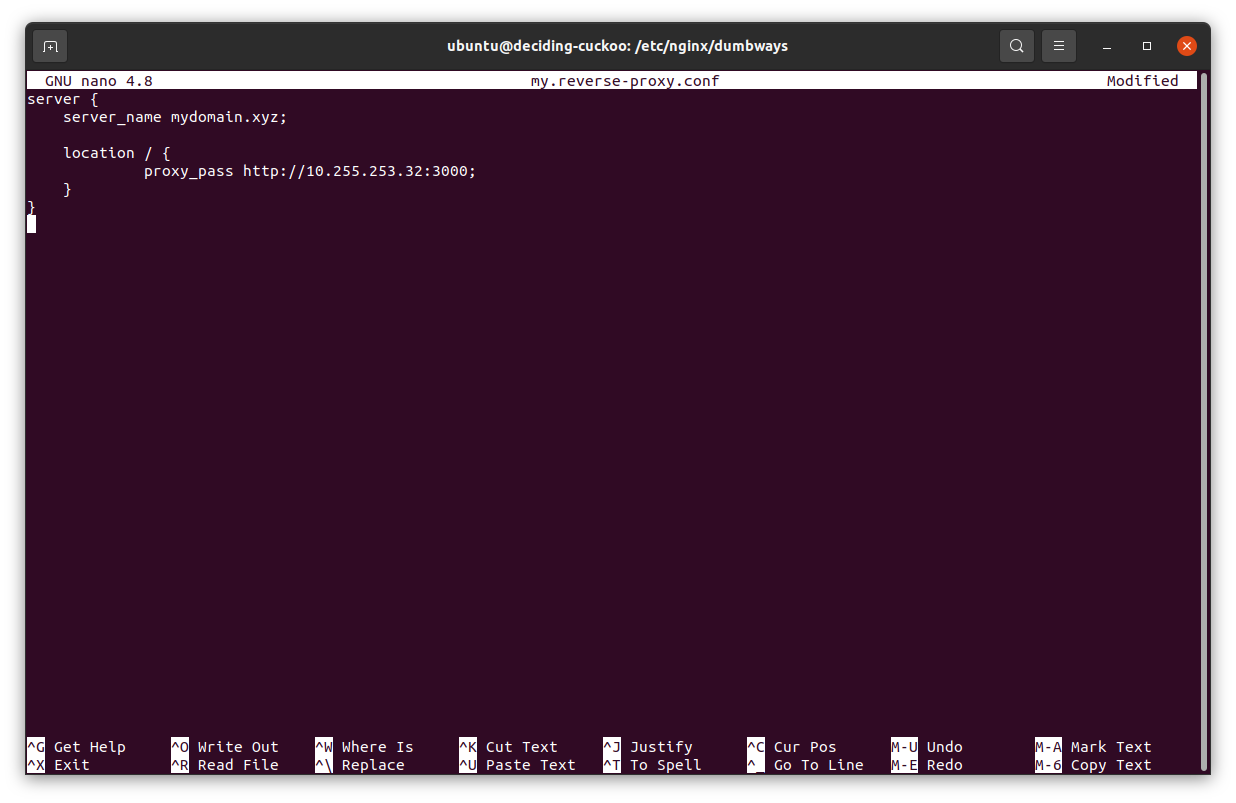 ubuntu@deciding-cuckoo: /etc/nginx/dumbways
GNU nano 4.8 my.reverse-proxy.conf Modified
server {
    server_name mydomain.xyz;

    location / {
             proxy_pass http://10.255.253.32:3000;
    }
}
^G Get Help ^O Write Out ^W Where Is ^K Cut Text ^J Justify ^C Cur Pos M-U Undo M-A Mark Text
^X Exit ^R Read File ^\ Replace ^U Paste Text ^T To Spell ^_ Go To Line M-E Redo M-6 Copy Text